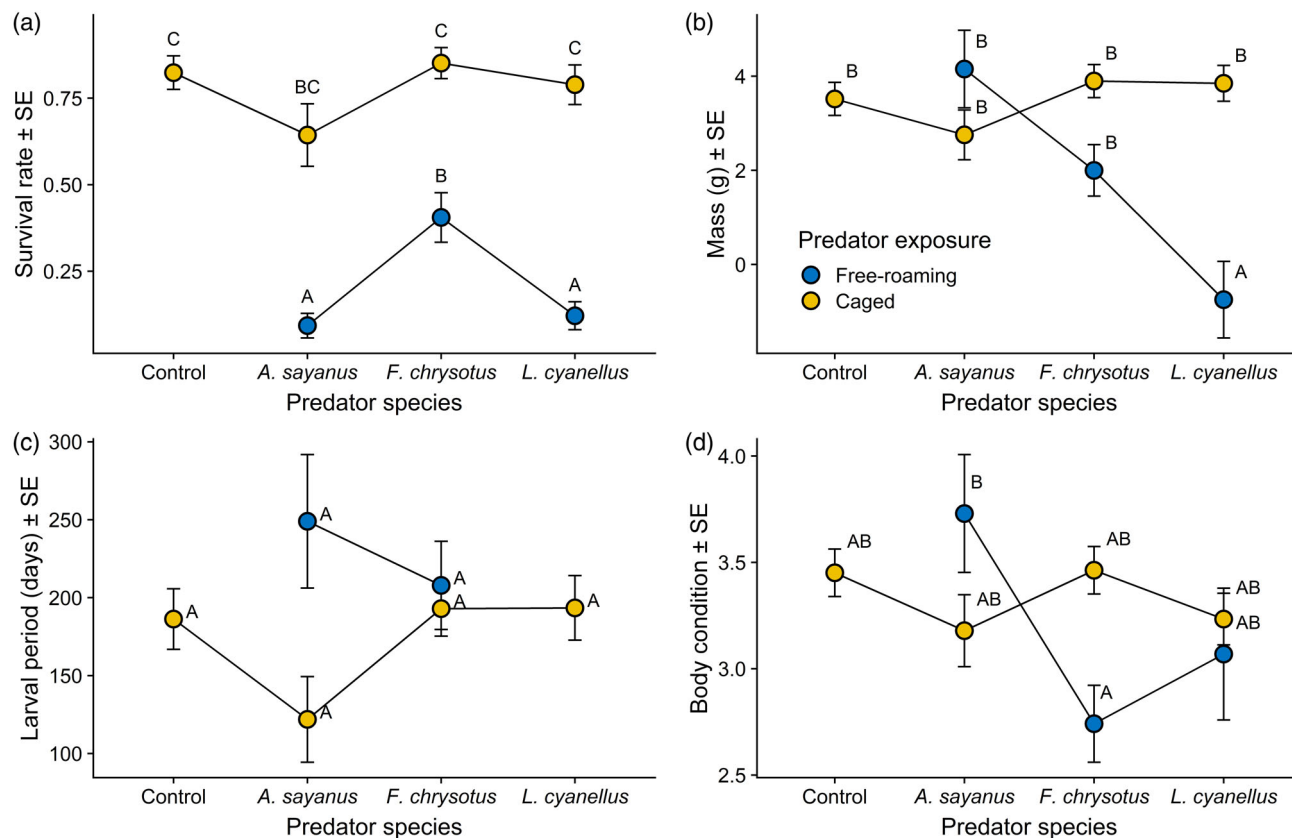 (a)
Survival rate ± SE
0.75
0.50
0.25
C
BC
C
C
A
B
A
Control
A. sayanus
F. chrysotus
L. cyanellus
Predator species
(b)
Mass (g) ± SE
4
2
0
B
B
B
B
B
B
A
Predator exposure
Free-roaming
Caged
Control
A. sayanus
F. chrysotus
L. cyanellus
Predator species
(c)
Larval period (days) ± SE
300
250
200
150
100
A
A
A
A
A
A
Control
A. sayanus
F. chrysotus
L. cyanellus
Predator species
(d)
Body condition ± SE
4.0
3.5
3.0
2.5
AB
B
AB
AB
A
AB
AB
Control
A. sayanus
F. chrysotus
L. cyanellus
Predator species